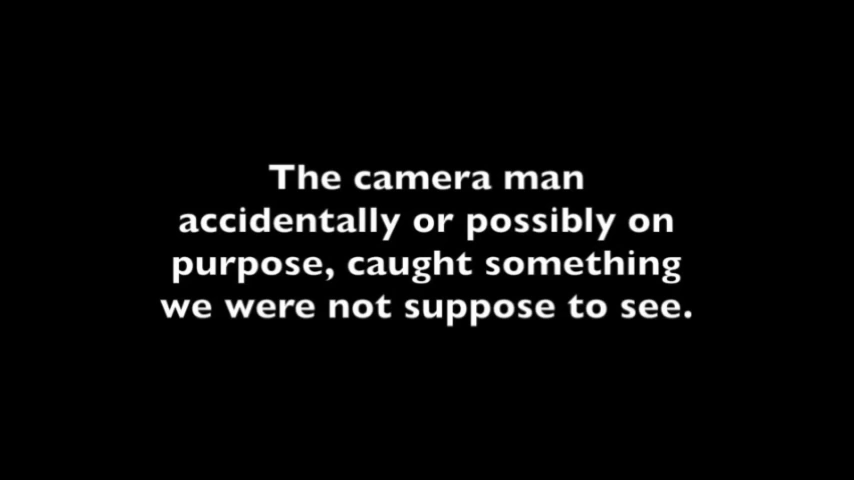 The camera man
accidentally or possibly on
purpose, caught something
we were not suppose to see.